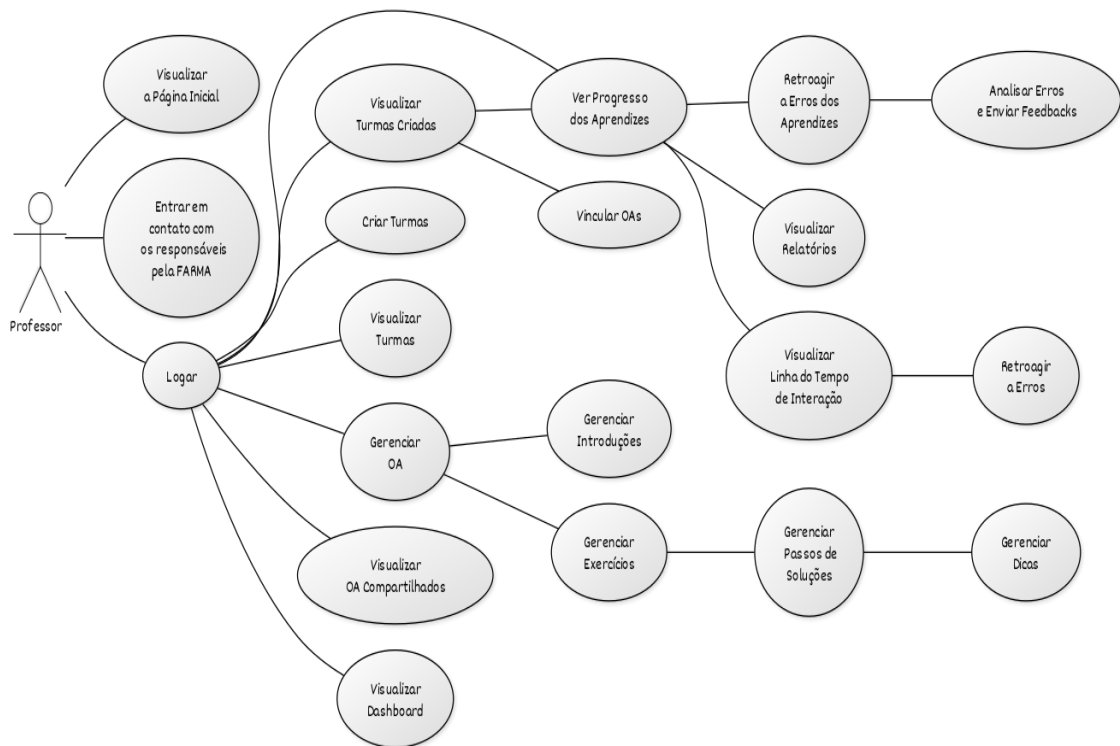 Visualizar
a Página Inicial
Entrar em
contato com
os responsáveis
pela FARMA
Professor
Logar
Visualizar
Turmas Criadas
Criar Turmas
Visualizar
Turmas
Gerenciar
OA
Visualizar
OA Compartilhados
Visualizar
Dashboard
Ver Progresso
dos Aprendizes
Vincular OAs
Gerenciar
Introduções
Gerenciar
Exercícios
Retroagir
a Erros dos
Aprendizes
Visualizar
Relatórios
Visualizar
Linha do Tempo
de Interação
Gerenciar
Passos de
Soluções
Analisar Erros
e Enviar Feedbacks
Retroagir
a Erros
Gerenciar
Dicas